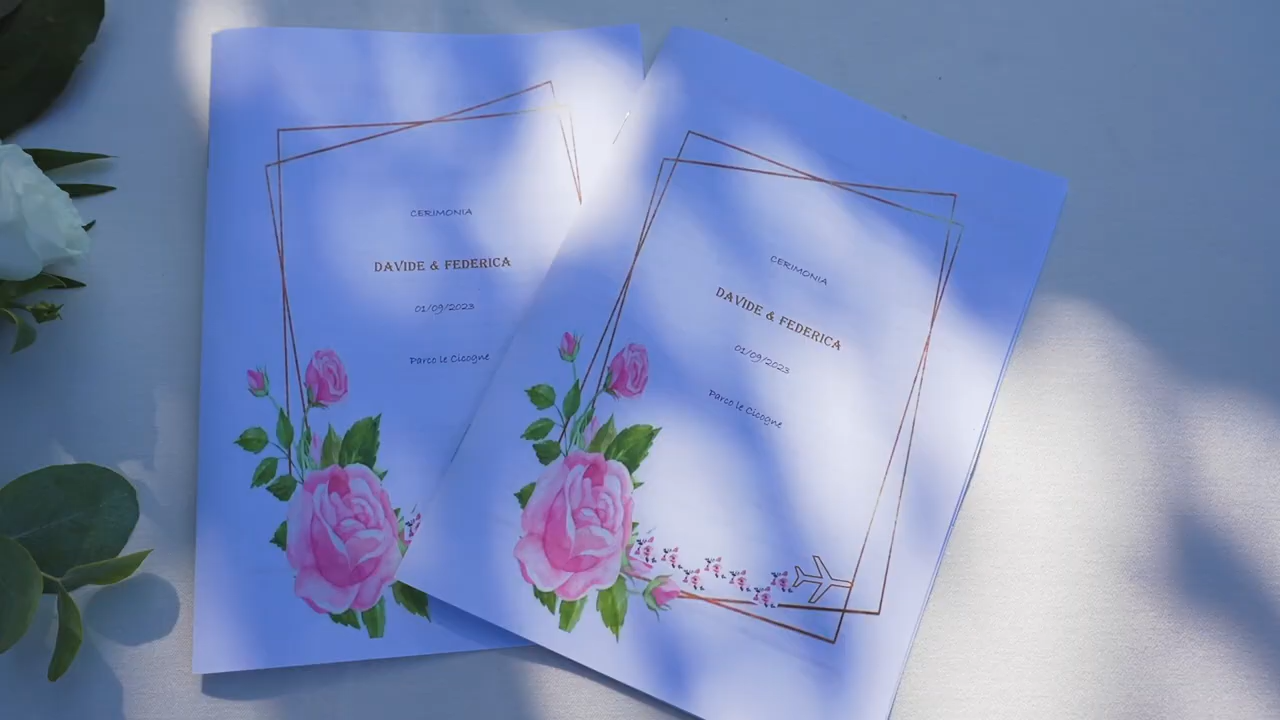 CERIMONIA
DAVIDE & FEDERICA
01/09/2023
Parco le Cicogne
CERIMONIA
DAVIDE & FEDERICA
01/09/2023
Parco le Cicogne